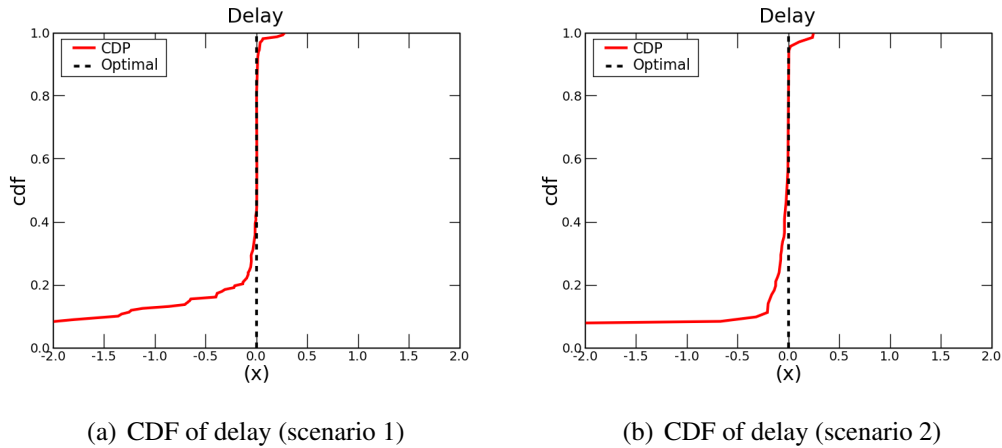 Delay
1.0
0.8
0.6
0.4
0.2
0.0
cdf
CDP
Optimal
-2.0 -1.5 -1.0 -0.5 0.0 0.5 1.0 1.5 2.0
(x)
(a) CDF of delay (scenario 1)
Delay
1.0
0.8
0.6
0.4
0.2
0.0
cdf
CDP
Optimal
-2.0 -1.5 -1.0 -0.5 0.0 0.5 1.0 1.5 2.0
(x)
(b) CDF of delay (scenario 2)